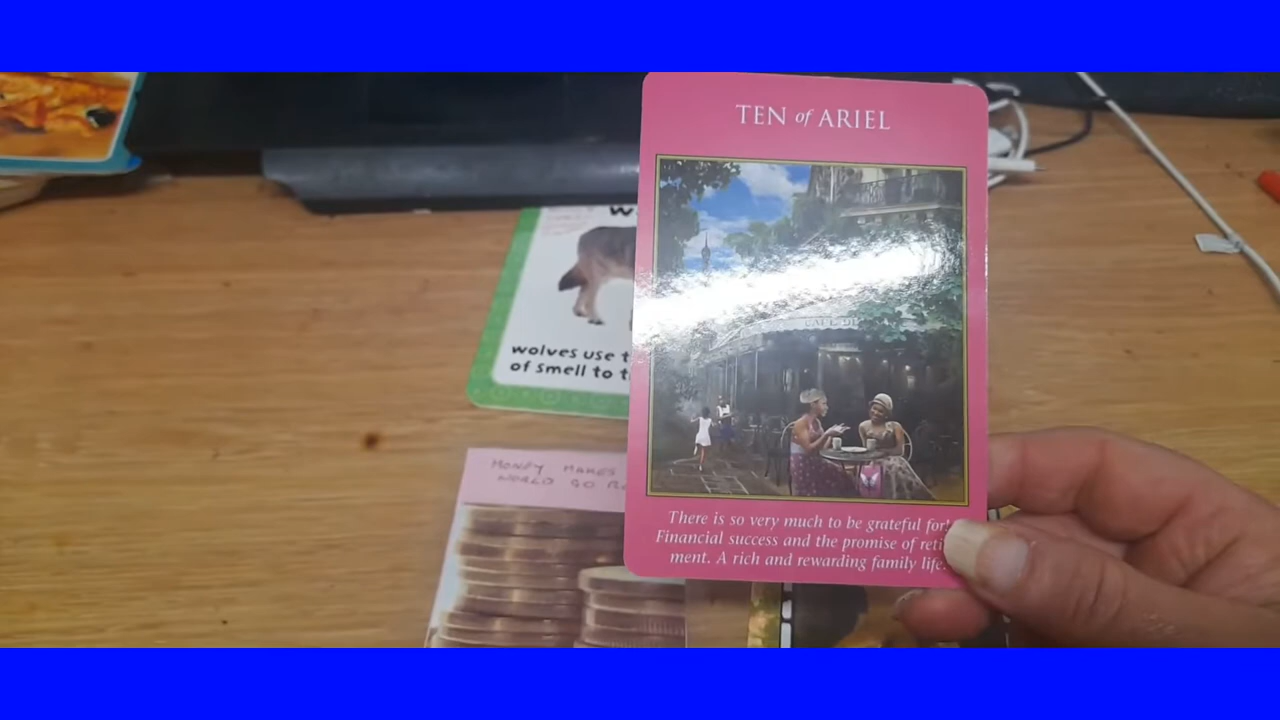 TEN of ARIEL
There is so very much to be grateful for!
Financial success and the promise of reti
ment. A rich and rewarding family life.
wolves use t
of smell to t
MONEY MAKES
WORLD GO